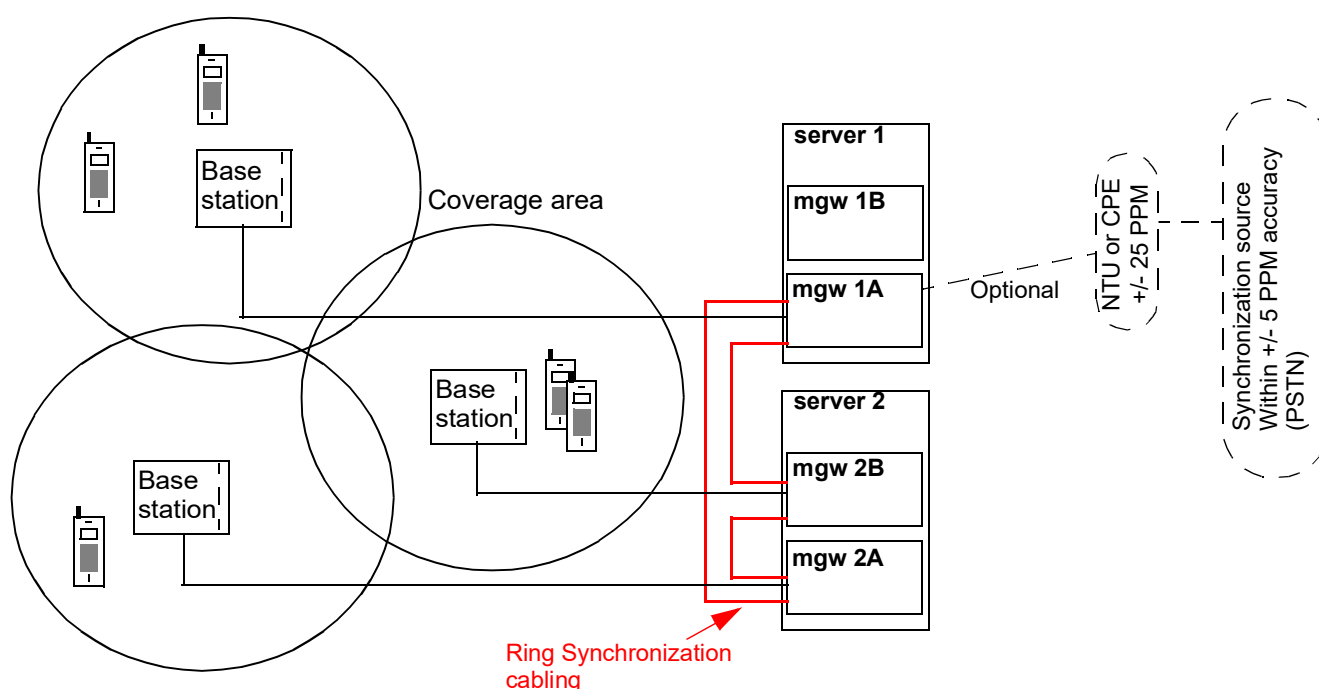 Base
station
Coverage area
Base
station
Base
station
server 1
mgw 1B
mgw 1A
Optional
NTU or CPE
+/- 25 PPM
Synchronization source
Within +/- 5 PPM accuracy
(PSTN)
server 2
mgw 2B
mgw 2A
Ring Synchronization
cabling